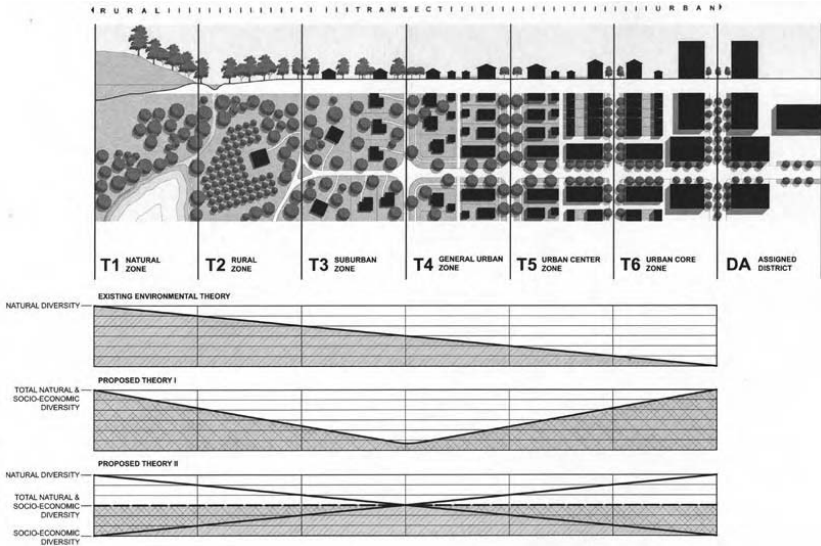 RURAL TRANSECT URBAN
T1 NATURAL
ZONE
T2 RURAL
ZONE
T3 SUBURBAN
ZONE
T4 GENERAL URBAN
ZONE
T5 URBAN CENTER
ZONE
T6 URBAN CORE
ZONE
DA ASSIGNED
DISTRICT
EXISTING ENVIRONMENTAL THEORY
NATURAL DIVERSITY
PROPOSED THEORY I
TOTAL NATURAL &
SOCIO-ECONOMIC
DIVERSITY
PROPOSED THEORY II
NATURAL DIVERSITY
TOTAL NATURAL &
SOCIO-ECONOMIC
DIVERSITY
SOCIO-ECONOMIC
DIVERSITY